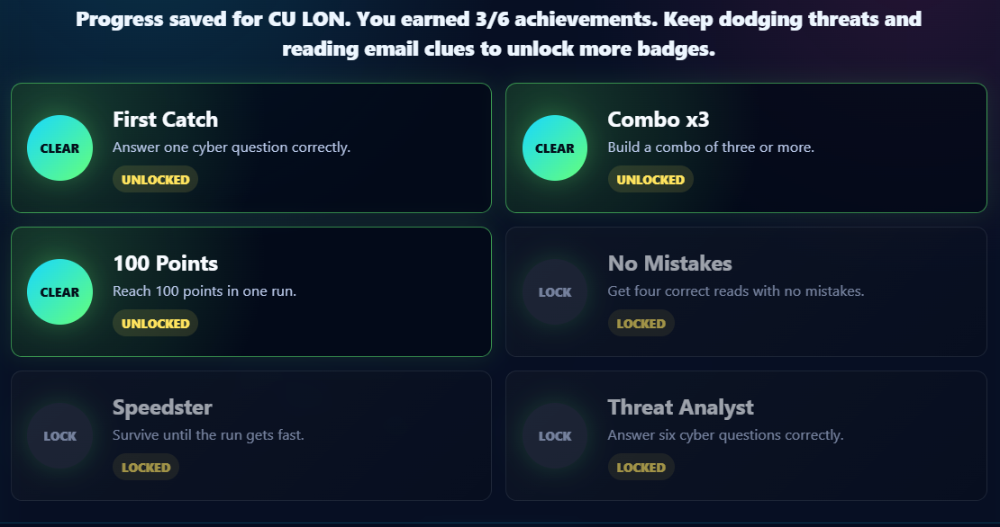 Progress saved for CU LON. You earned 3/6 achievements. Keep dodging threats and
reading email clues to unlock more badges.
CLEAR
First Catch
Answer one cyber question correctly.
UNLOCKED
CLEAR
Combo x3
Build a combo of three or more.
UNLOCKED
CLEAR
100 Points
Reach 100 points in one run.
UNLOCKED
LOCK
No Mistakes
Get four correct reads with no mistakes.
LOCKED
LOCK
Speedster
Survive until the run gets fast.
LOCKED
LOCK
Threat Analyst
Answer six cyber questions correctly.
LOCKED